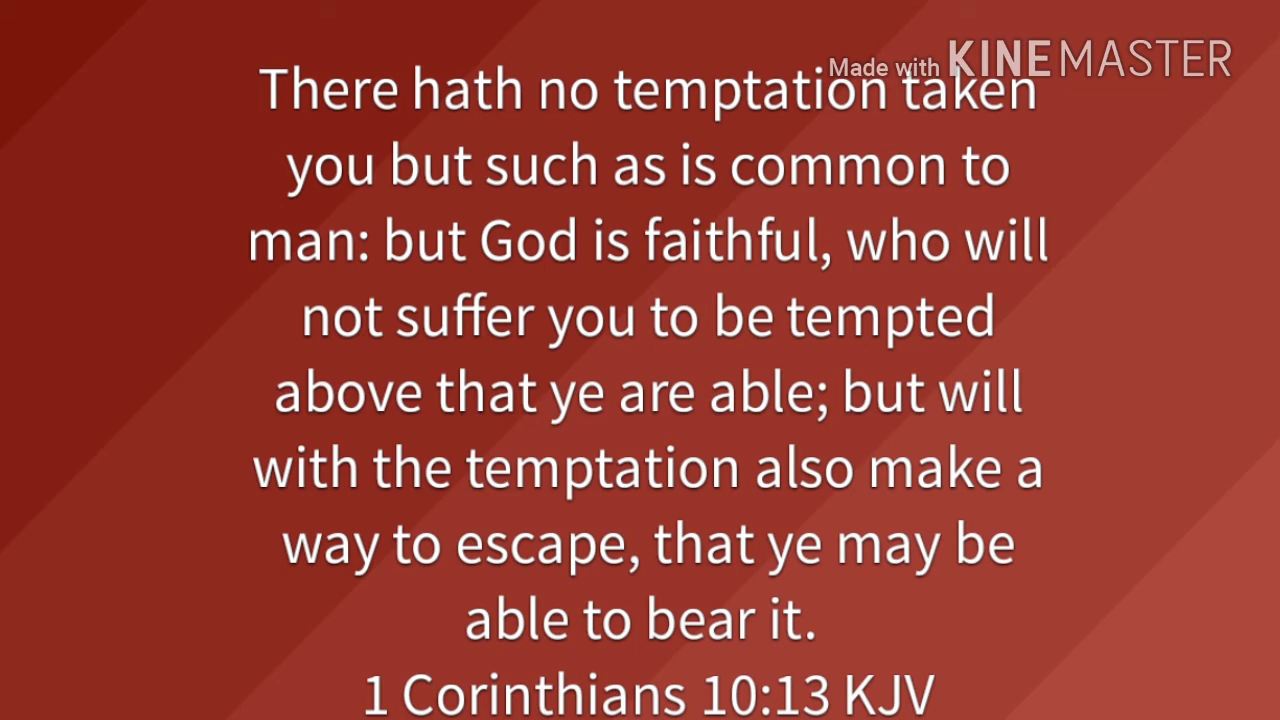 Made with KINEMASTER
There hath no temptation taken
you but such as is common to
man: but God is faithful, who will
not suffer you to be tempted
above that ye are able; but will
with the temptation also make a
way to escape, that ye may be
able to bear it.
1 Corinthians 10:13 KJV